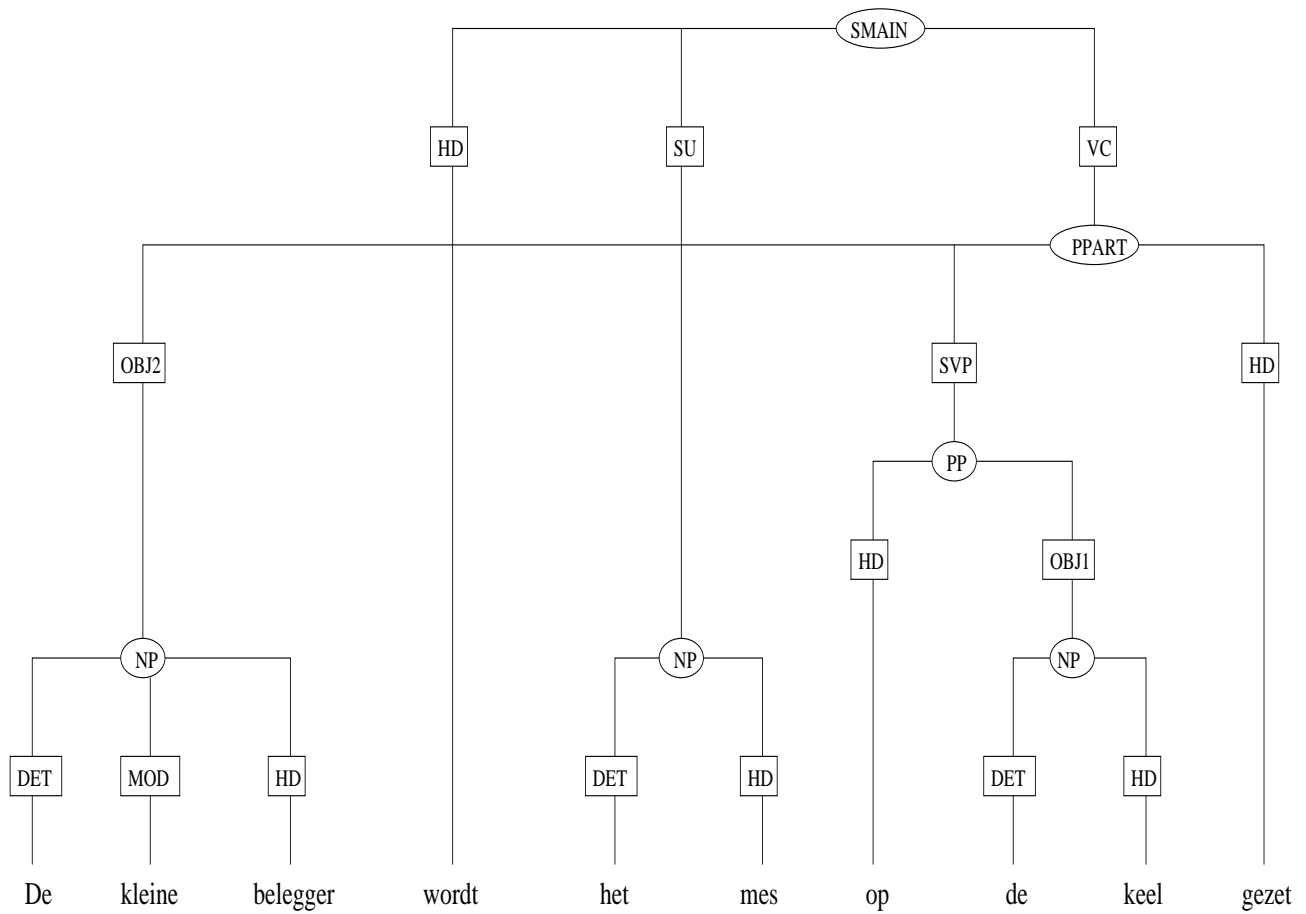 SMAIN
HD SU VC
PPART
OBJ2 SVP HD
PP
HD OBJ1
NP NP NP
DET MOD HD DET HD DET HD
De kleine belegger wordt het mes op de keel gezet